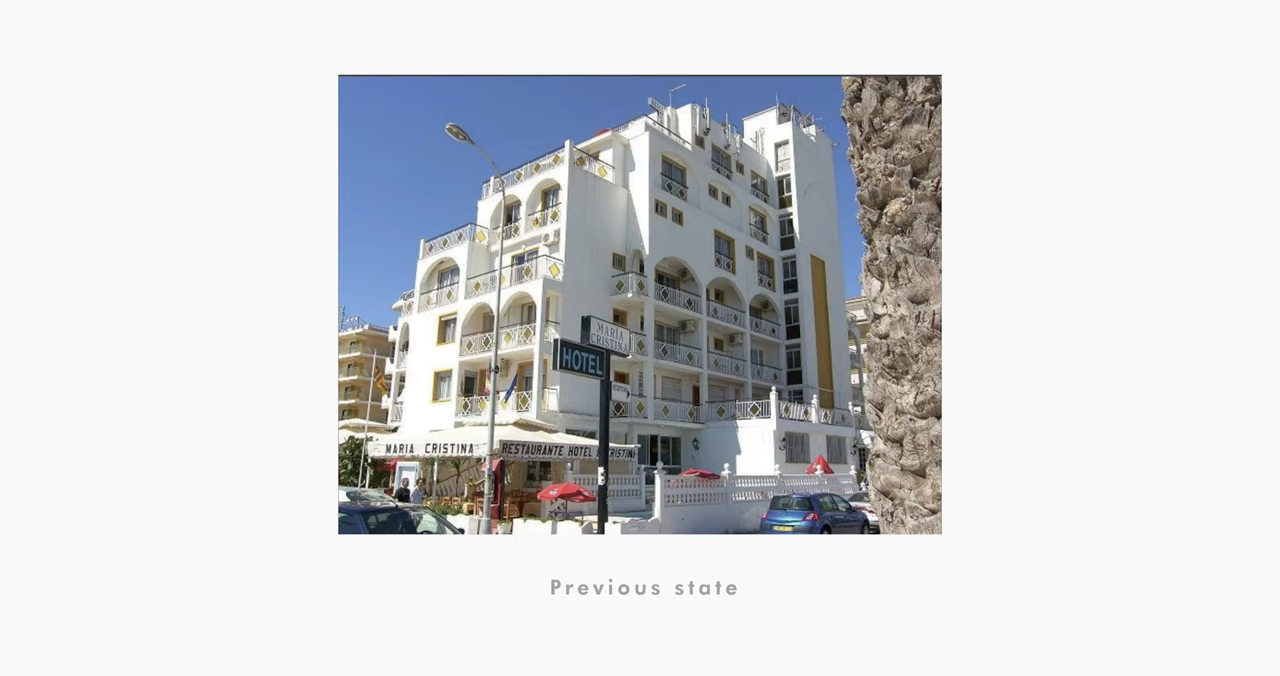 MARIA
CRISTINA
HOTEL
MARIA CRISTINA
RESTAURANTE HOTEL M. CRISTINA
Previous state